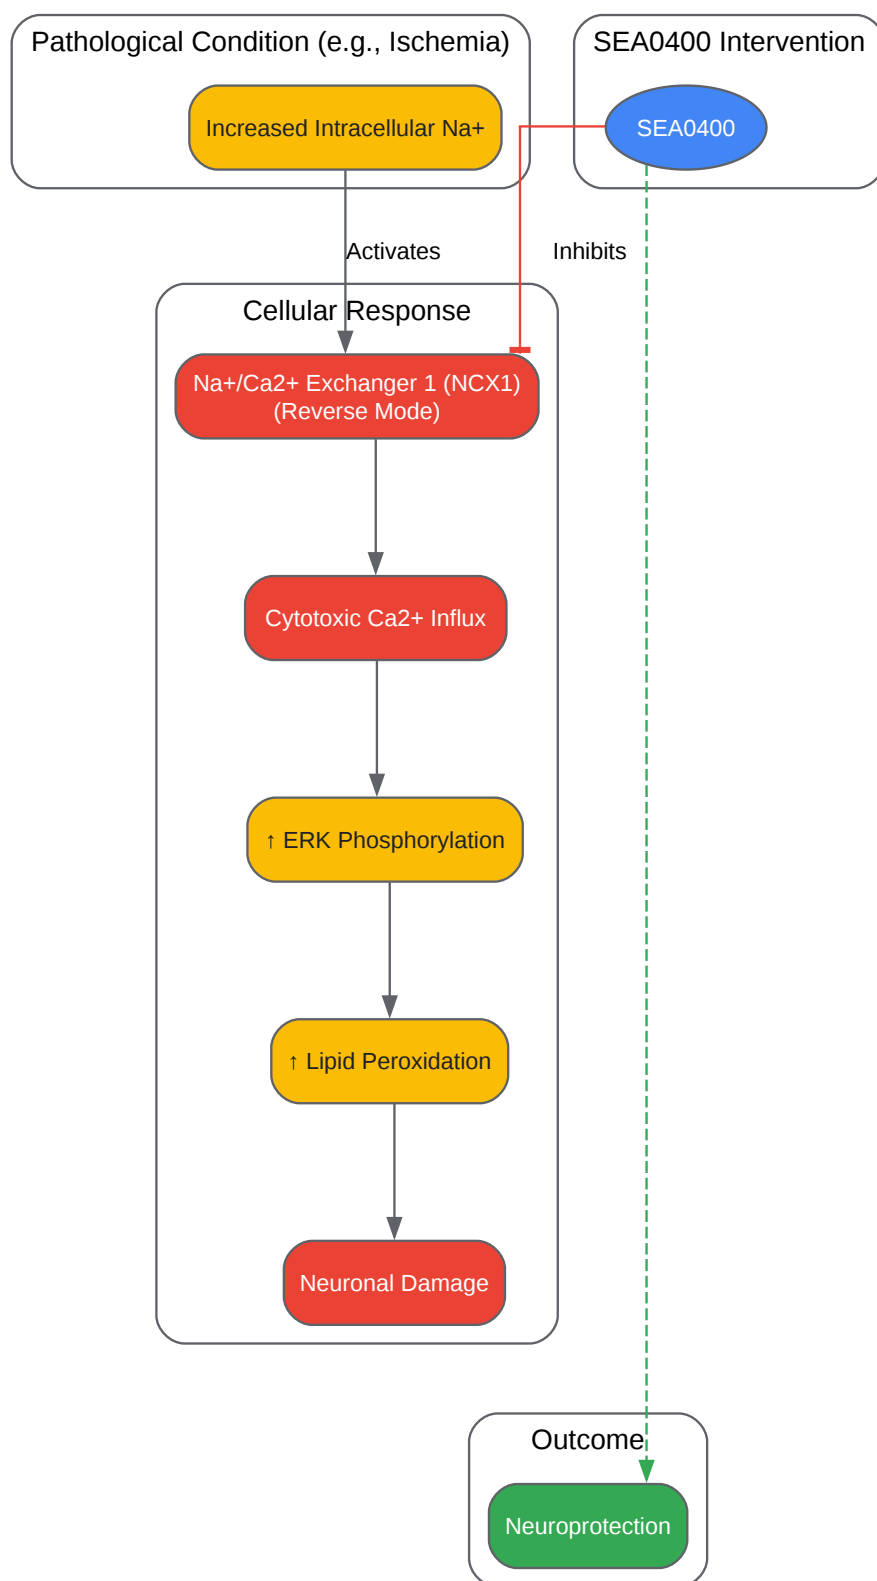 Pathological Condition (e.g., Ischemia)
SEA0400 Intervention
Increased Intracellular Na+
SEA0400
Activates
Inhibits
Cellular Response
Na+/Ca2+ Exchanger 1 (NCX1)
(Reverse Mode)
Cytotoxic Ca2+ Influx
↑ ERK Phosphorylation
↑ Lipid Peroxidation
Neuronal Damage
Outcome
Neuroprotection